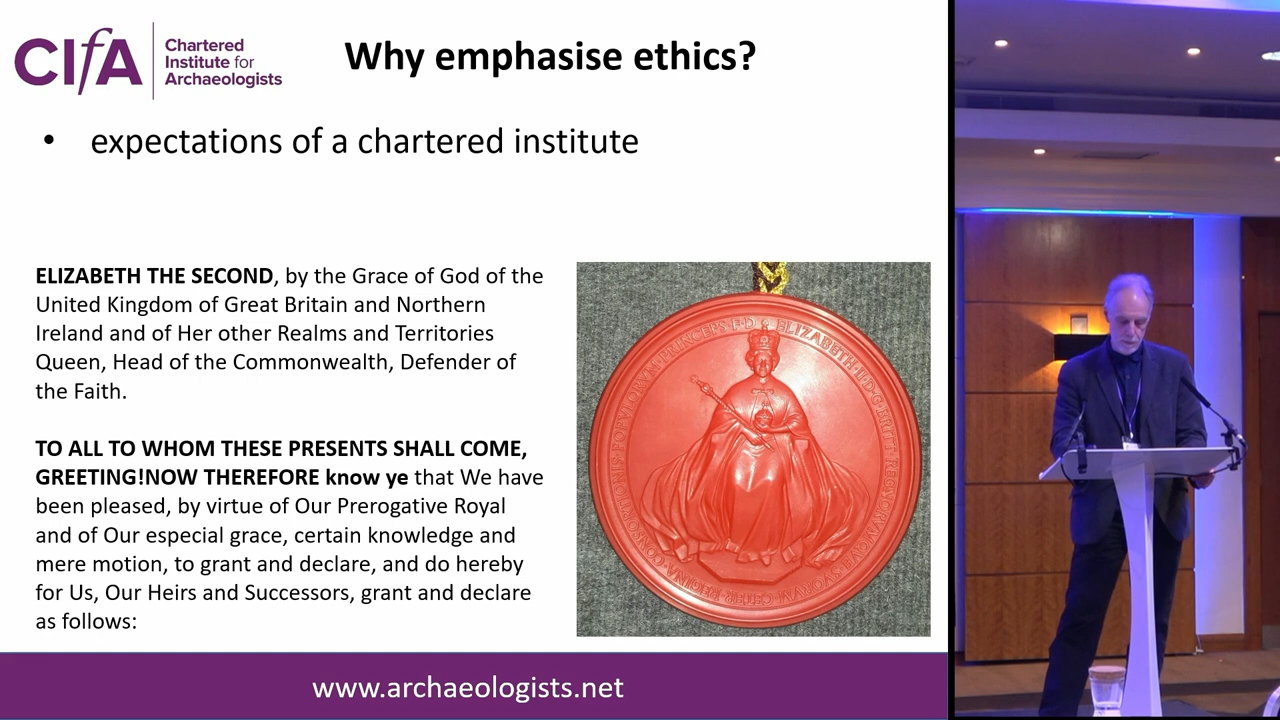 CIfA
Chartered
Institute for
Archaeologists
Why emphasise ethics?
• expectations of a chartered institute
ELIZABETH THE SECOND, by the Grace of God of the
United Kingdom of Great Britain and Northern
Ireland and of Her other Realms and Territories
Queen, Head of the Commonwealth, Defender of
the Faith.
TO ALL TO WHOM THESE PRESENTS SHALL COME,
GREETING!NOW THEREFORE know ye that We have
been pleased, by virtue of Our Prerogative Royal
and of Our especial grace, certain knowledge and
mere motion, to grant and declare, and do hereby
for Us, Our Heirs and Successors, grant and declare
as follows:
ELIZABETH
www.archaeologists.net